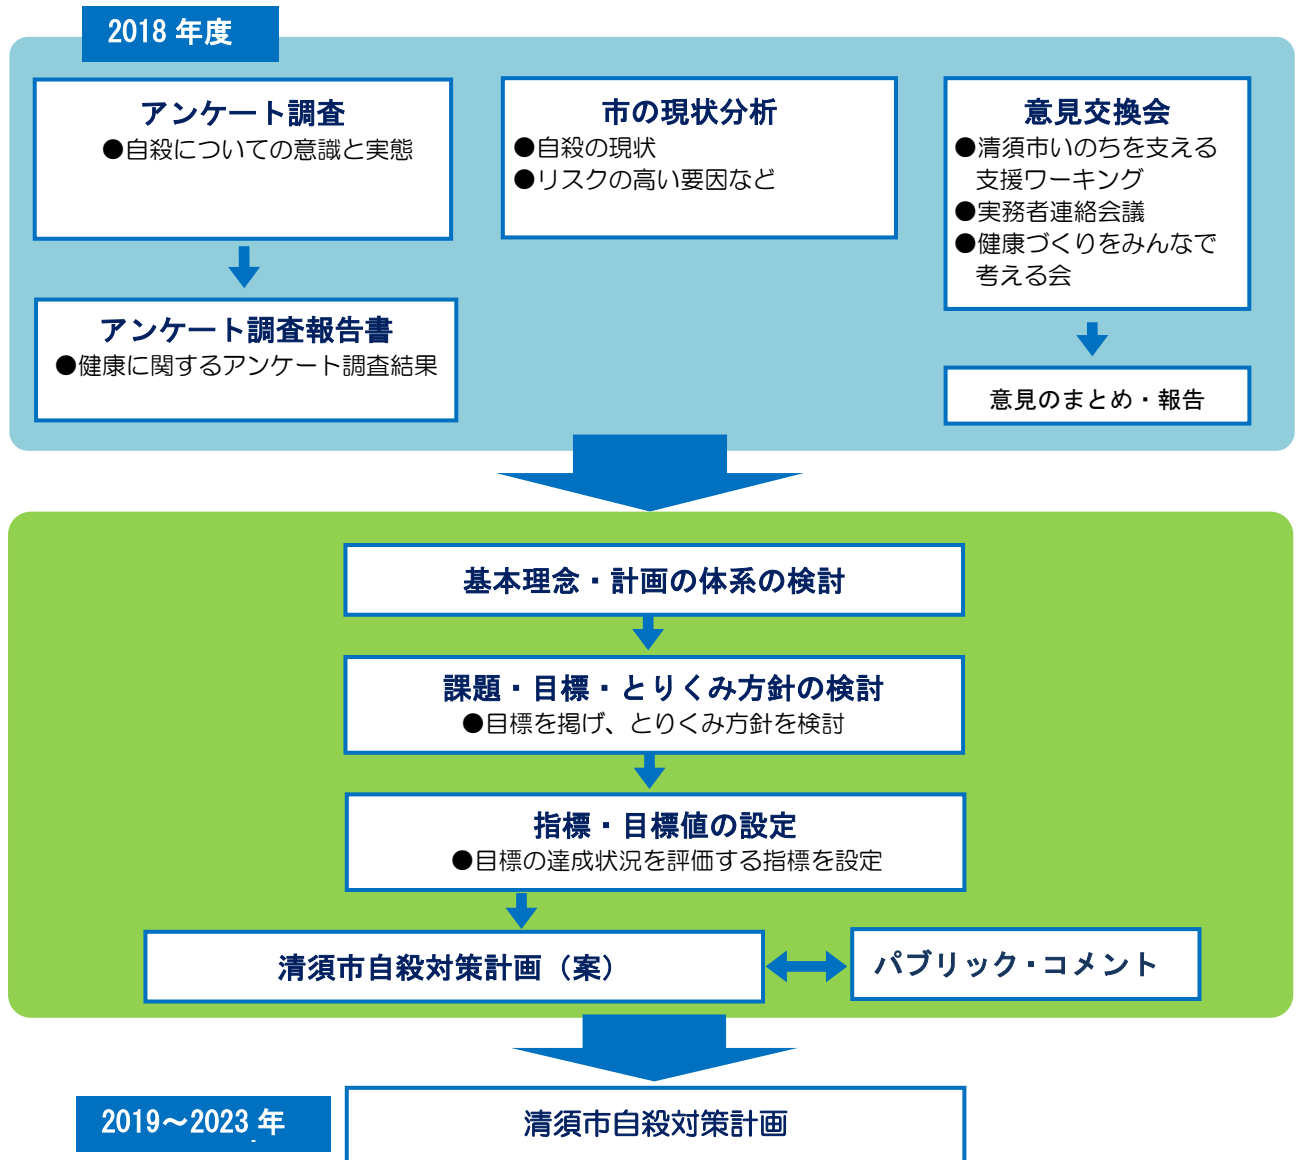 2018 年度
アンケート調査
●自殺についての意識と実態
市の現状分析
●自殺の現状
●リスクの高い要因など
意見交換会
●清須市いのちを支える
支援ワーキング
●実務者連絡会議
●健康づくりをみんなで
考える会
アンケート調査報告書
●健康に関するアンケート調査結果
意見のまとめ・報告
基本理念・計画の体系の検討
課題・目標・とりくみ方針の検討
●目標を掲げ、とりくみ方針を検討
指標・目標値の設定
●目標の達成状況を評価する指標を設定
清須市自殺対策計画（案）
パブリック・コメント
2019～2023 年
清須市自殺対策計画